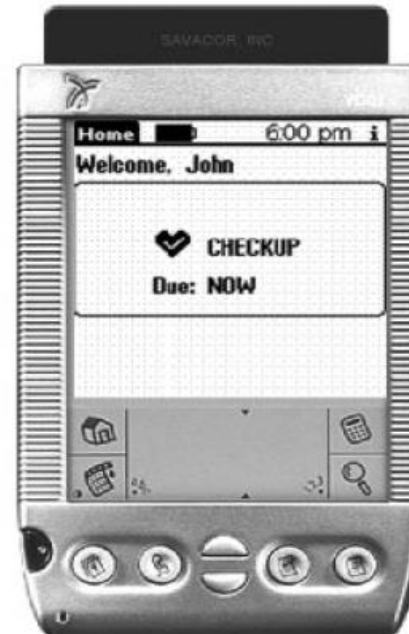 SAVACOR, INC
Home 6:00 pm i
Welcome, John
CHECKUP
Due: NOW